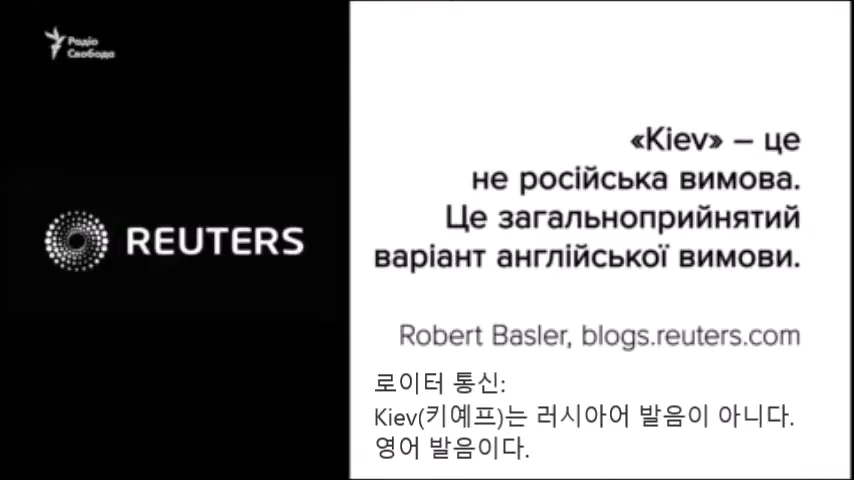 Радіо
Свобода
REUTERS
«Kiev» – це
не російська вимова.
Це загальноприйнятий
варіант англійської вимови.
Robert Basler, blogs.reuters.com
로이터 통신:
Kiev(키예프)는 러시아어 발음이 아니다.
영어 발음이다.